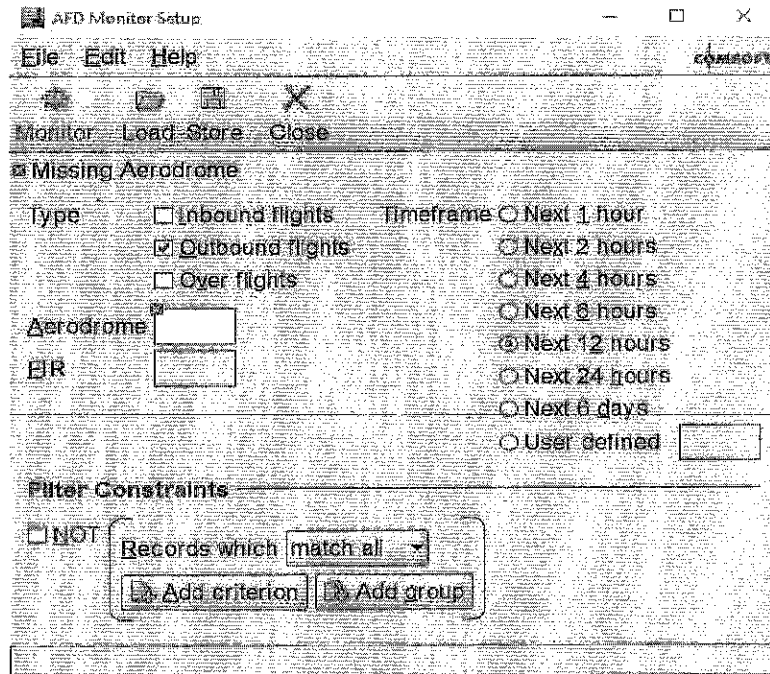 AFD Monitor Setup
File Edit Help
COMSOFT
Monitor Load Store Close
Missing Aerodrome
Type Inbound flights Timeframe Next 1 hour
Outbound flights Next 2 hours
Over flights Next 4 hours
Next 8 hours
Aerodrome Next 12 hours
FIR Next 24 hours
Next 6 days
User defined
Filter Constraints
NOT Records which match all
Add criterion Add group